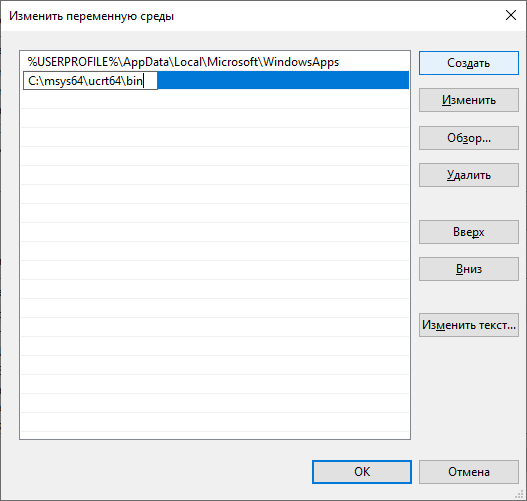 Изменить переменную среды
%USERPROFILE%\AppData\Local\Microsoft\WindowsApps
C:\msys64\ucrt64\bin
Создать
Изменить
Обзор...
Удалить
Вверх
Вниз
Изменить текст...
OK
Отмена